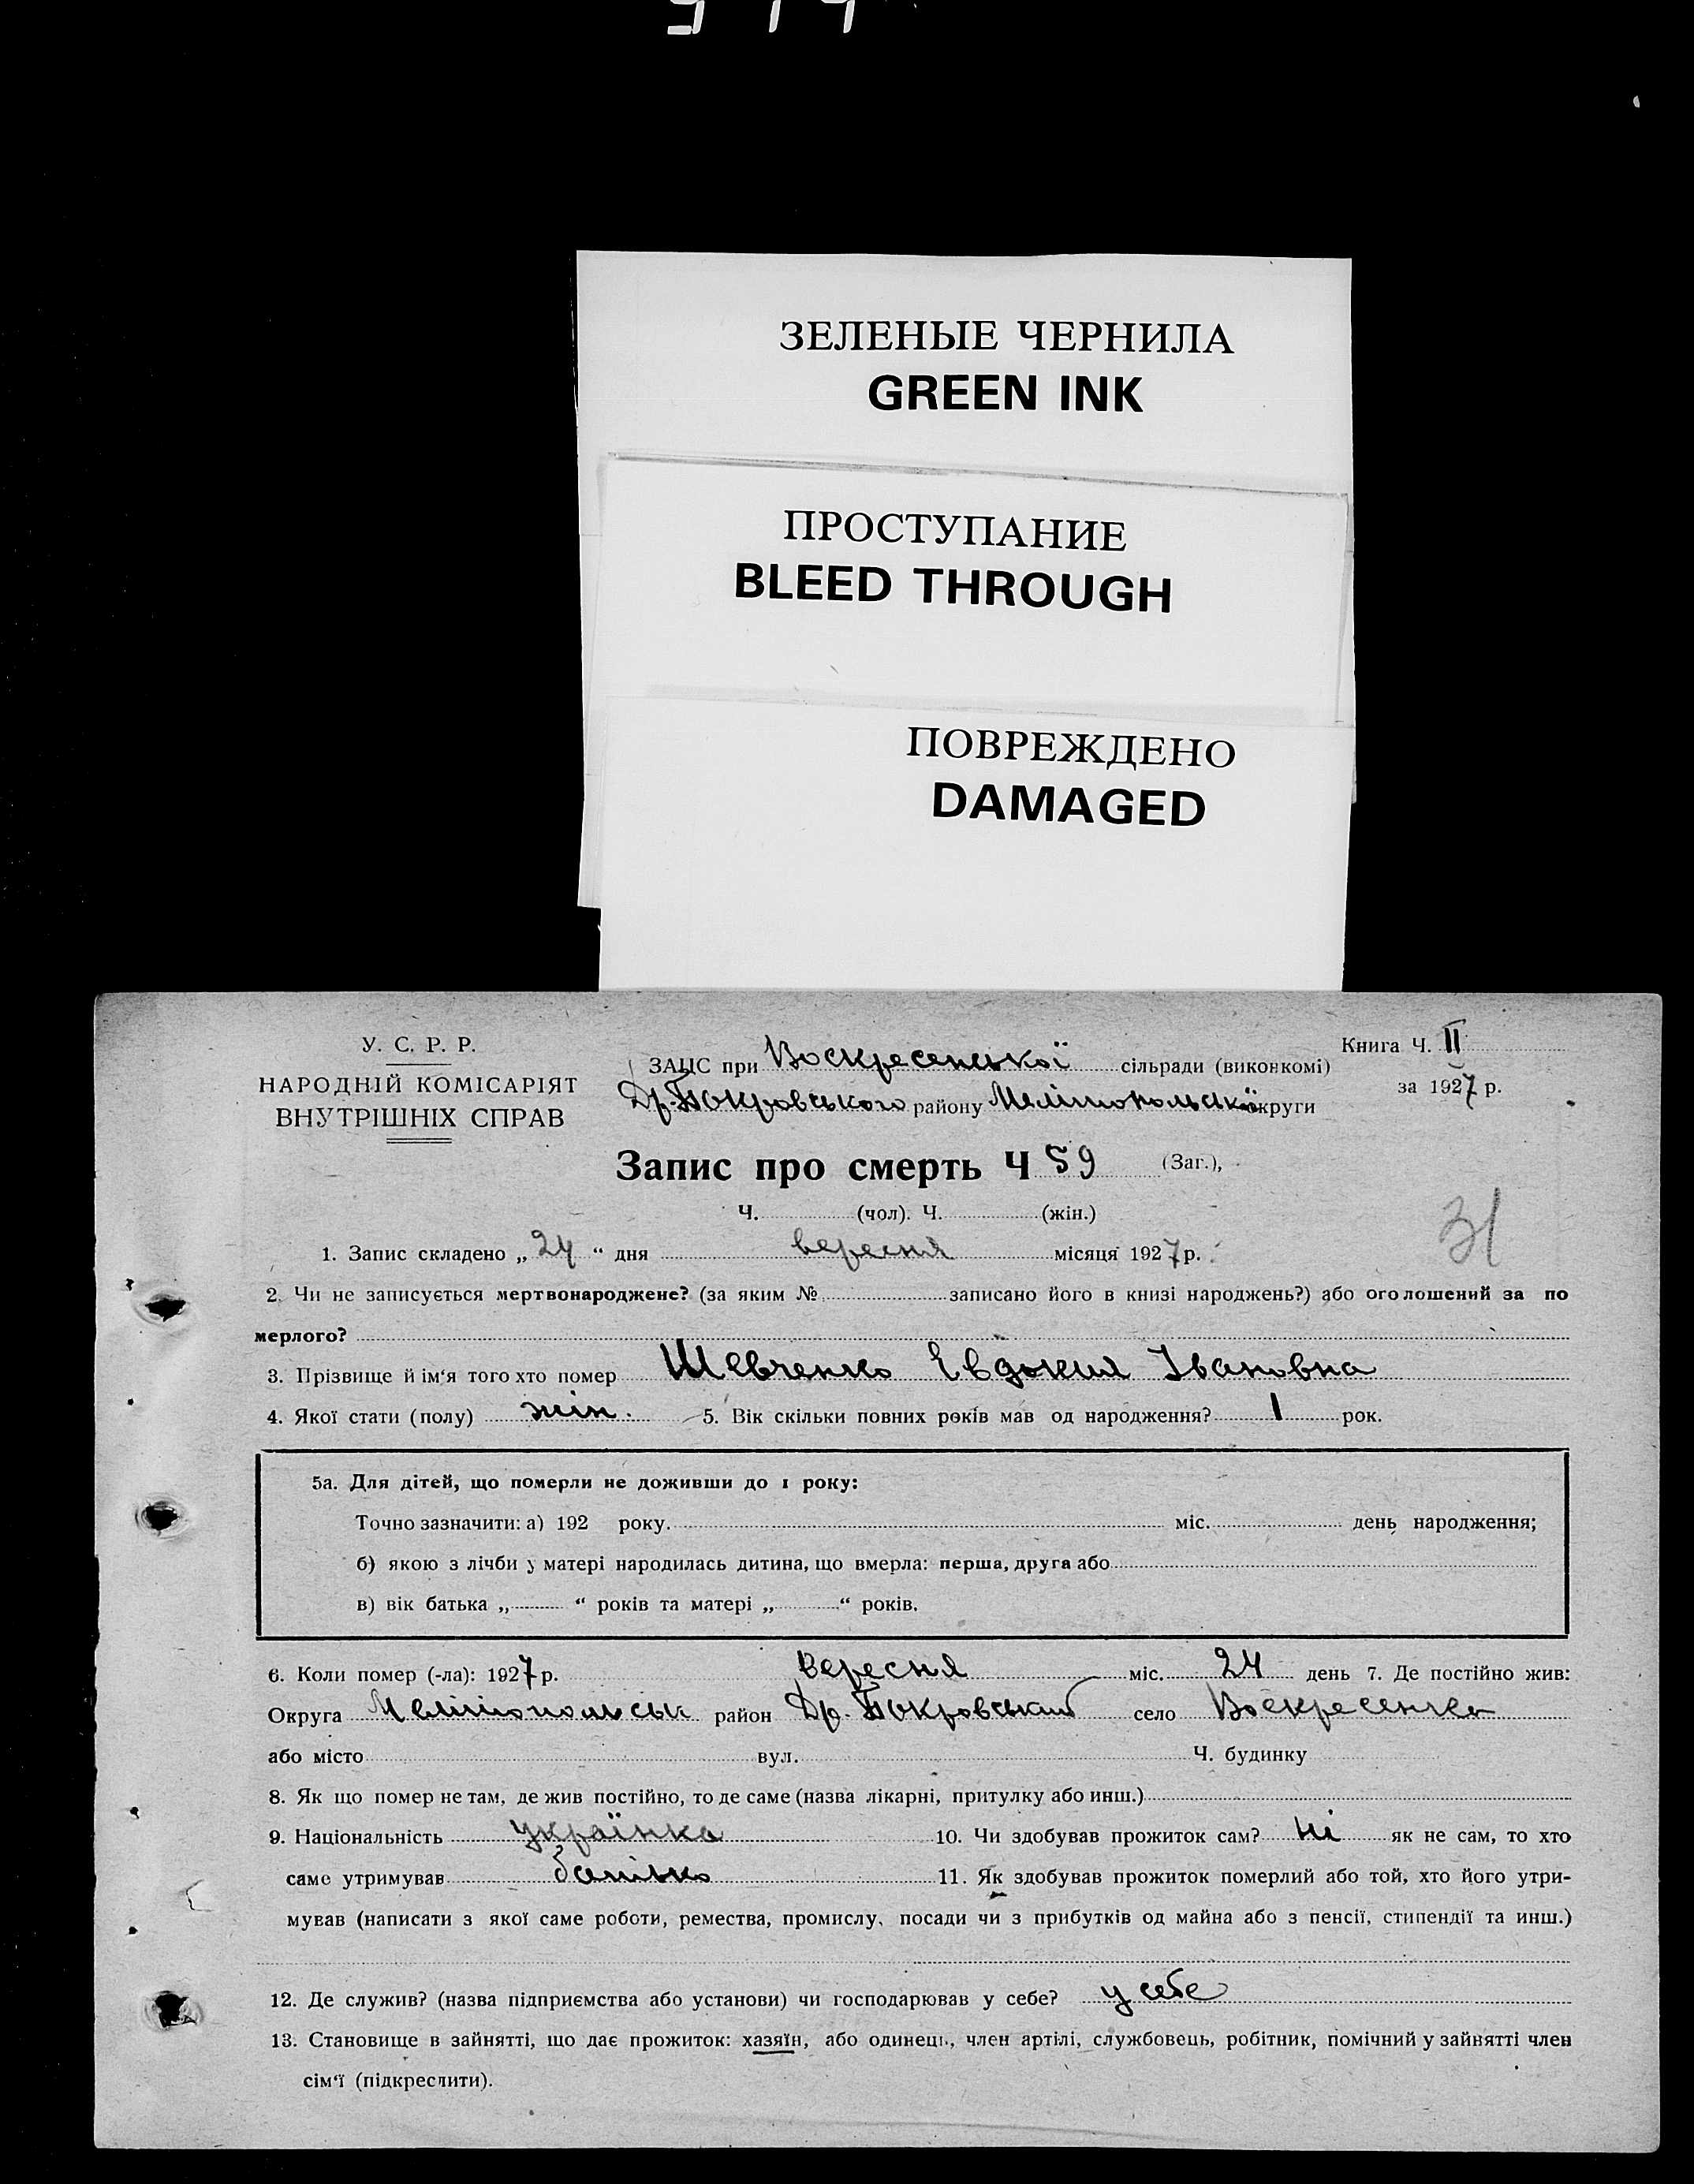 ЗЕЛЕНЫЕ ЧЕРНИЛА
GREEN INK
ПРОСТУПАНИЕ
BLEED THROUGH
ПОВРЕЖДЕНО
DAMAGED
У. С. Р. Р.
НАРОДНІЙ КОМІСАРІЯТ
ВНУТРІШНІХ СПРАВ
ЗАЦС при Воскресенської сільради (виконкомі)
Др. Покровського району Мелітопольської округи
Книга Ч. II
за 1927 р.
Запис про смерть Ч 59 (Заг.),
Ч. (чол). Ч. (жін.)
31
1. Запис складено „24“ дня вересня місяця 1927 р.
2. Чи не записується мертвонароджене? (за яким № записано його в книзі народжень?) або оголошений за по
мерлого?
3. Прізвище й ім'я того хто помер Шевченко Евдокия Івановна
4. Якої стати (полу) жін. 5. Вік скільки повних років мав од народження? 1 рок.
5а. Для дітей, що померли не доживши до 1 року:
Точно зазначити: а) 192 року. міс. день народження;
б) якою з лічби у матері народилась дитина, що вмерла: перша, друга або
в) вік батька „ “ років та матері „ “ років.
6. Коли помер (-ла): 1927 р. вересня міс. 24 день 7. Де постійно жив:
Округа Мелітопольськ район Др. Покровський село Воскресенка
або місто вул. Ч. будинку
8. Як що помер не там, де жив постійно, то де саме (назва лікарні, притулку або инш.)
9. Національність українка 10. Чи здобував прожиток сам? ні як не сам, то хто
саме утримував батько 11. Як здобував прожиток померлий або той, хто його утри-
мував (написати з якої саме роботи, ремества, промислу, посади чи з прибутків од майна або з пенсії, стипендії та инш.)
12. Де служив? (назва підприємства або установи) чи господарював у себе? у себе
13. Становище в зайнятті, що дає прожиток: хазяїн, або одинець, член артілі, службовець, робітник, помічний у зайнятті член
сім'ї (підкреслити).